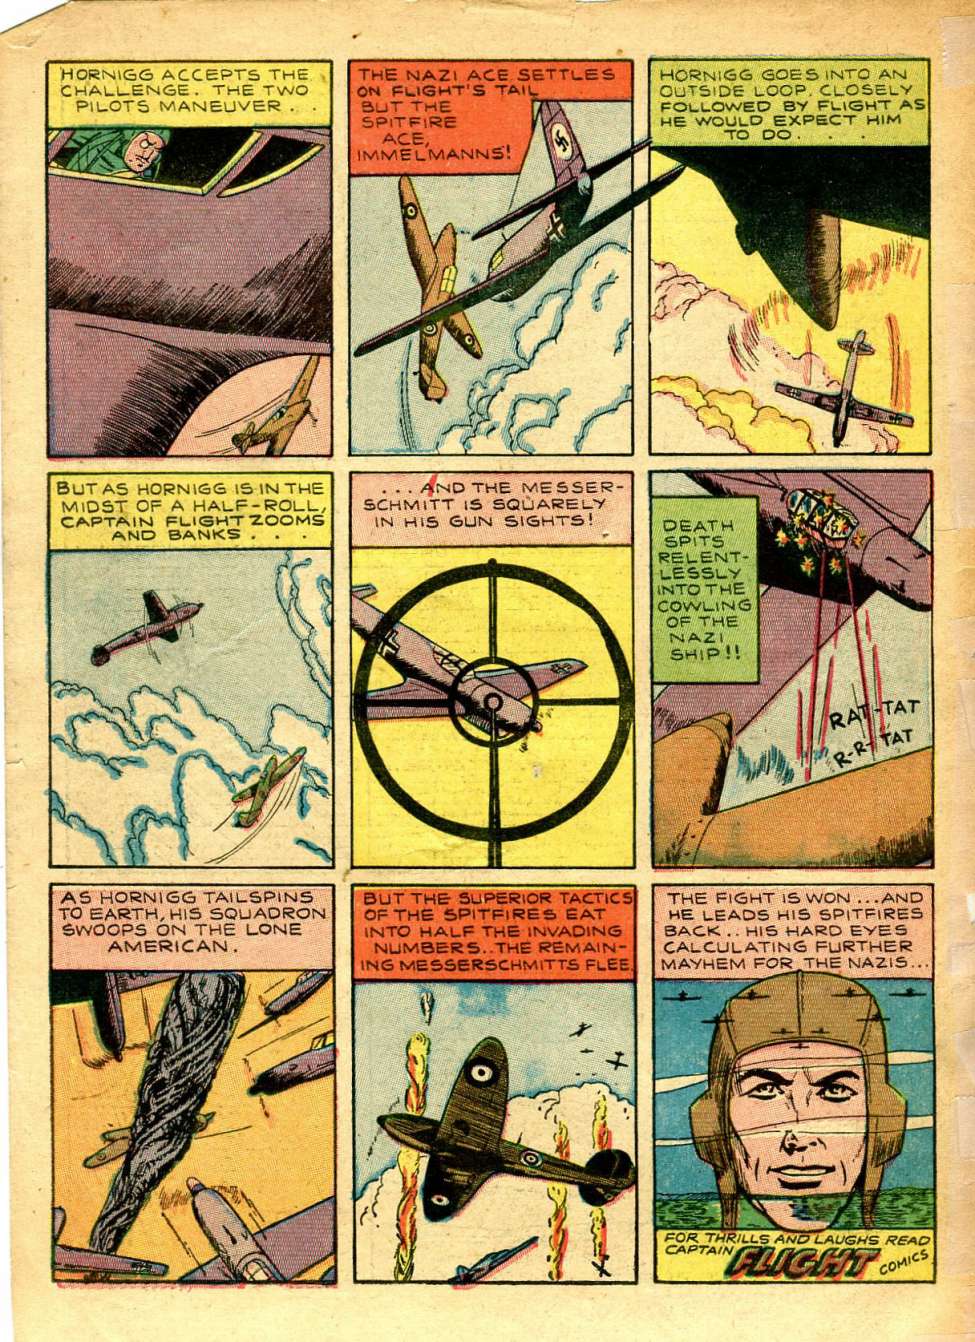 HORNIGG ACCEPTS THE
CHALLENGE. THE TWO
PILOTS MANEUVER . . .
THE NAZI ACE SETTLES
ON FLIGHT'S TAIL
BUT THE
SPITFIRE
ACE,
IMMELMANNS!
HORNIGG GOES INTO AN
OUTSIDE LOOP, CLOSELY
FOLLOWED BY FLIGHT AS
HE WOULD EXPECT HIM
TO DO . . . .
BUT AS HORNIGG IS IN THE
MIDST OF A HALF-ROLL,
CAPTAIN FLIGHT ZOOMS
AND BANKS . . .
. . . AND THE MESSER-
SCHMITT IS SQUARELY
IN HIS GUN SIGHTS!
DEATH
SPITS
RELENT-
LESSLY
INTO THE
COWLING
OF THE
NAZI
SHIP!!
RAT-TAT
R-R-TAT
AS HORNIGG TAILSPINS
TO EARTH, HIS SQUADRON
SWOOPS ON THE LONE
AMERICAN.
BUT THE SUPERIOR TACTICS
OF THE SPITFIRES EAT
INTO HALF THE INVADING
NUMBERS.. THE REMAIN-
ING MESSERSCHMITTS FLEE.
THE FIGHT IS WON ... AND
HE LEADS HIS SPITFIRES
BACK... HIS HARD EYES
CALCULATING FURTHER
MAYHEM FOR THE NAZIS...
FOR THRILLS AND LAUGHS READ
CAPTAIN FLIGHT COMICS